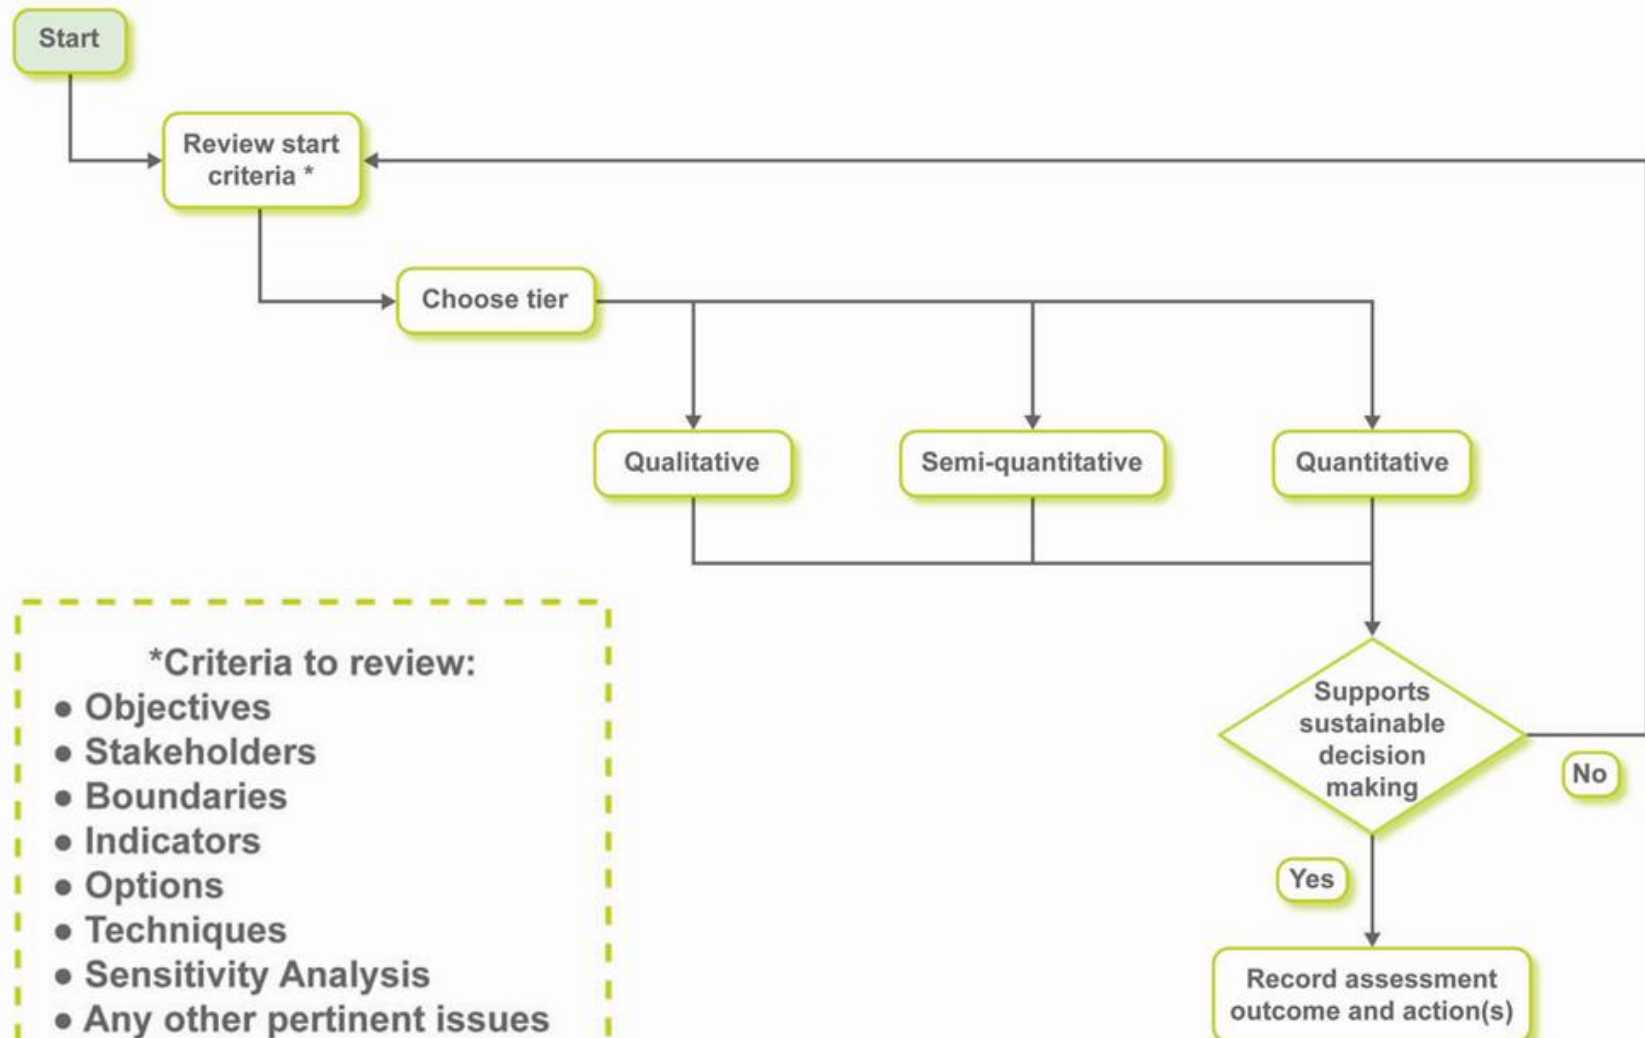 Start
Review start
criteria *
Choose tier
Qualitative
Semi-quantitative
Quantitative
Supports
sustainable
decision
making
No
Yes
Record assessment
outcome and action(s)
*Criteria to review:
● Objectives
● Stakeholders
● Boundaries
● Indicators
● Options
● Techniques
● Sensitivity Analysis
● Any other pertinent issues